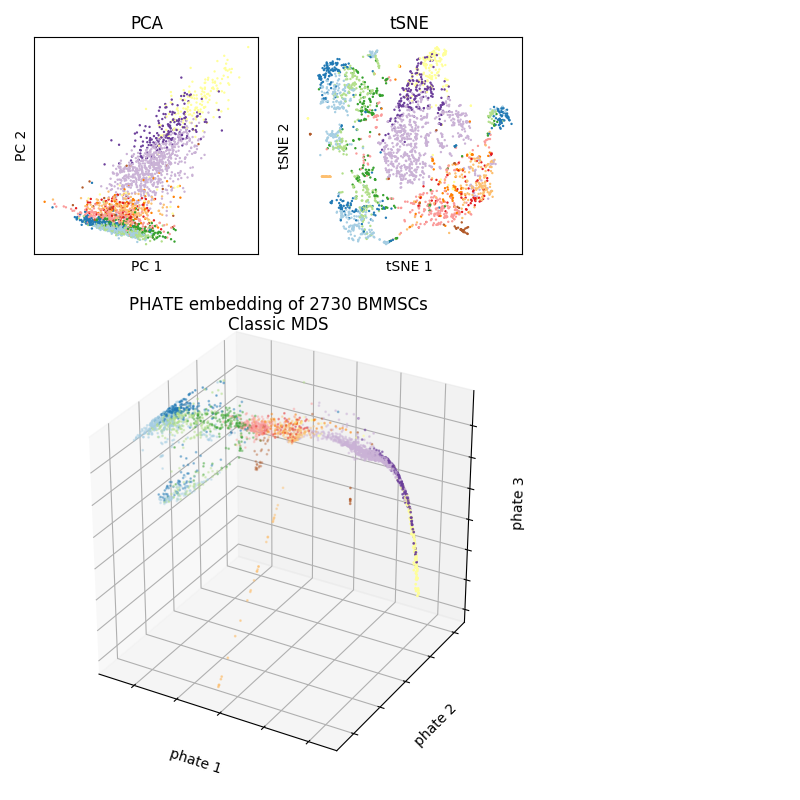 PCA
tSNE
PC 2
PC 1
tSNE 2
tSNE 1
PHATE embedding of 2730 BMMSCs
Classic MDS
phate 3
phate 2
phate 1